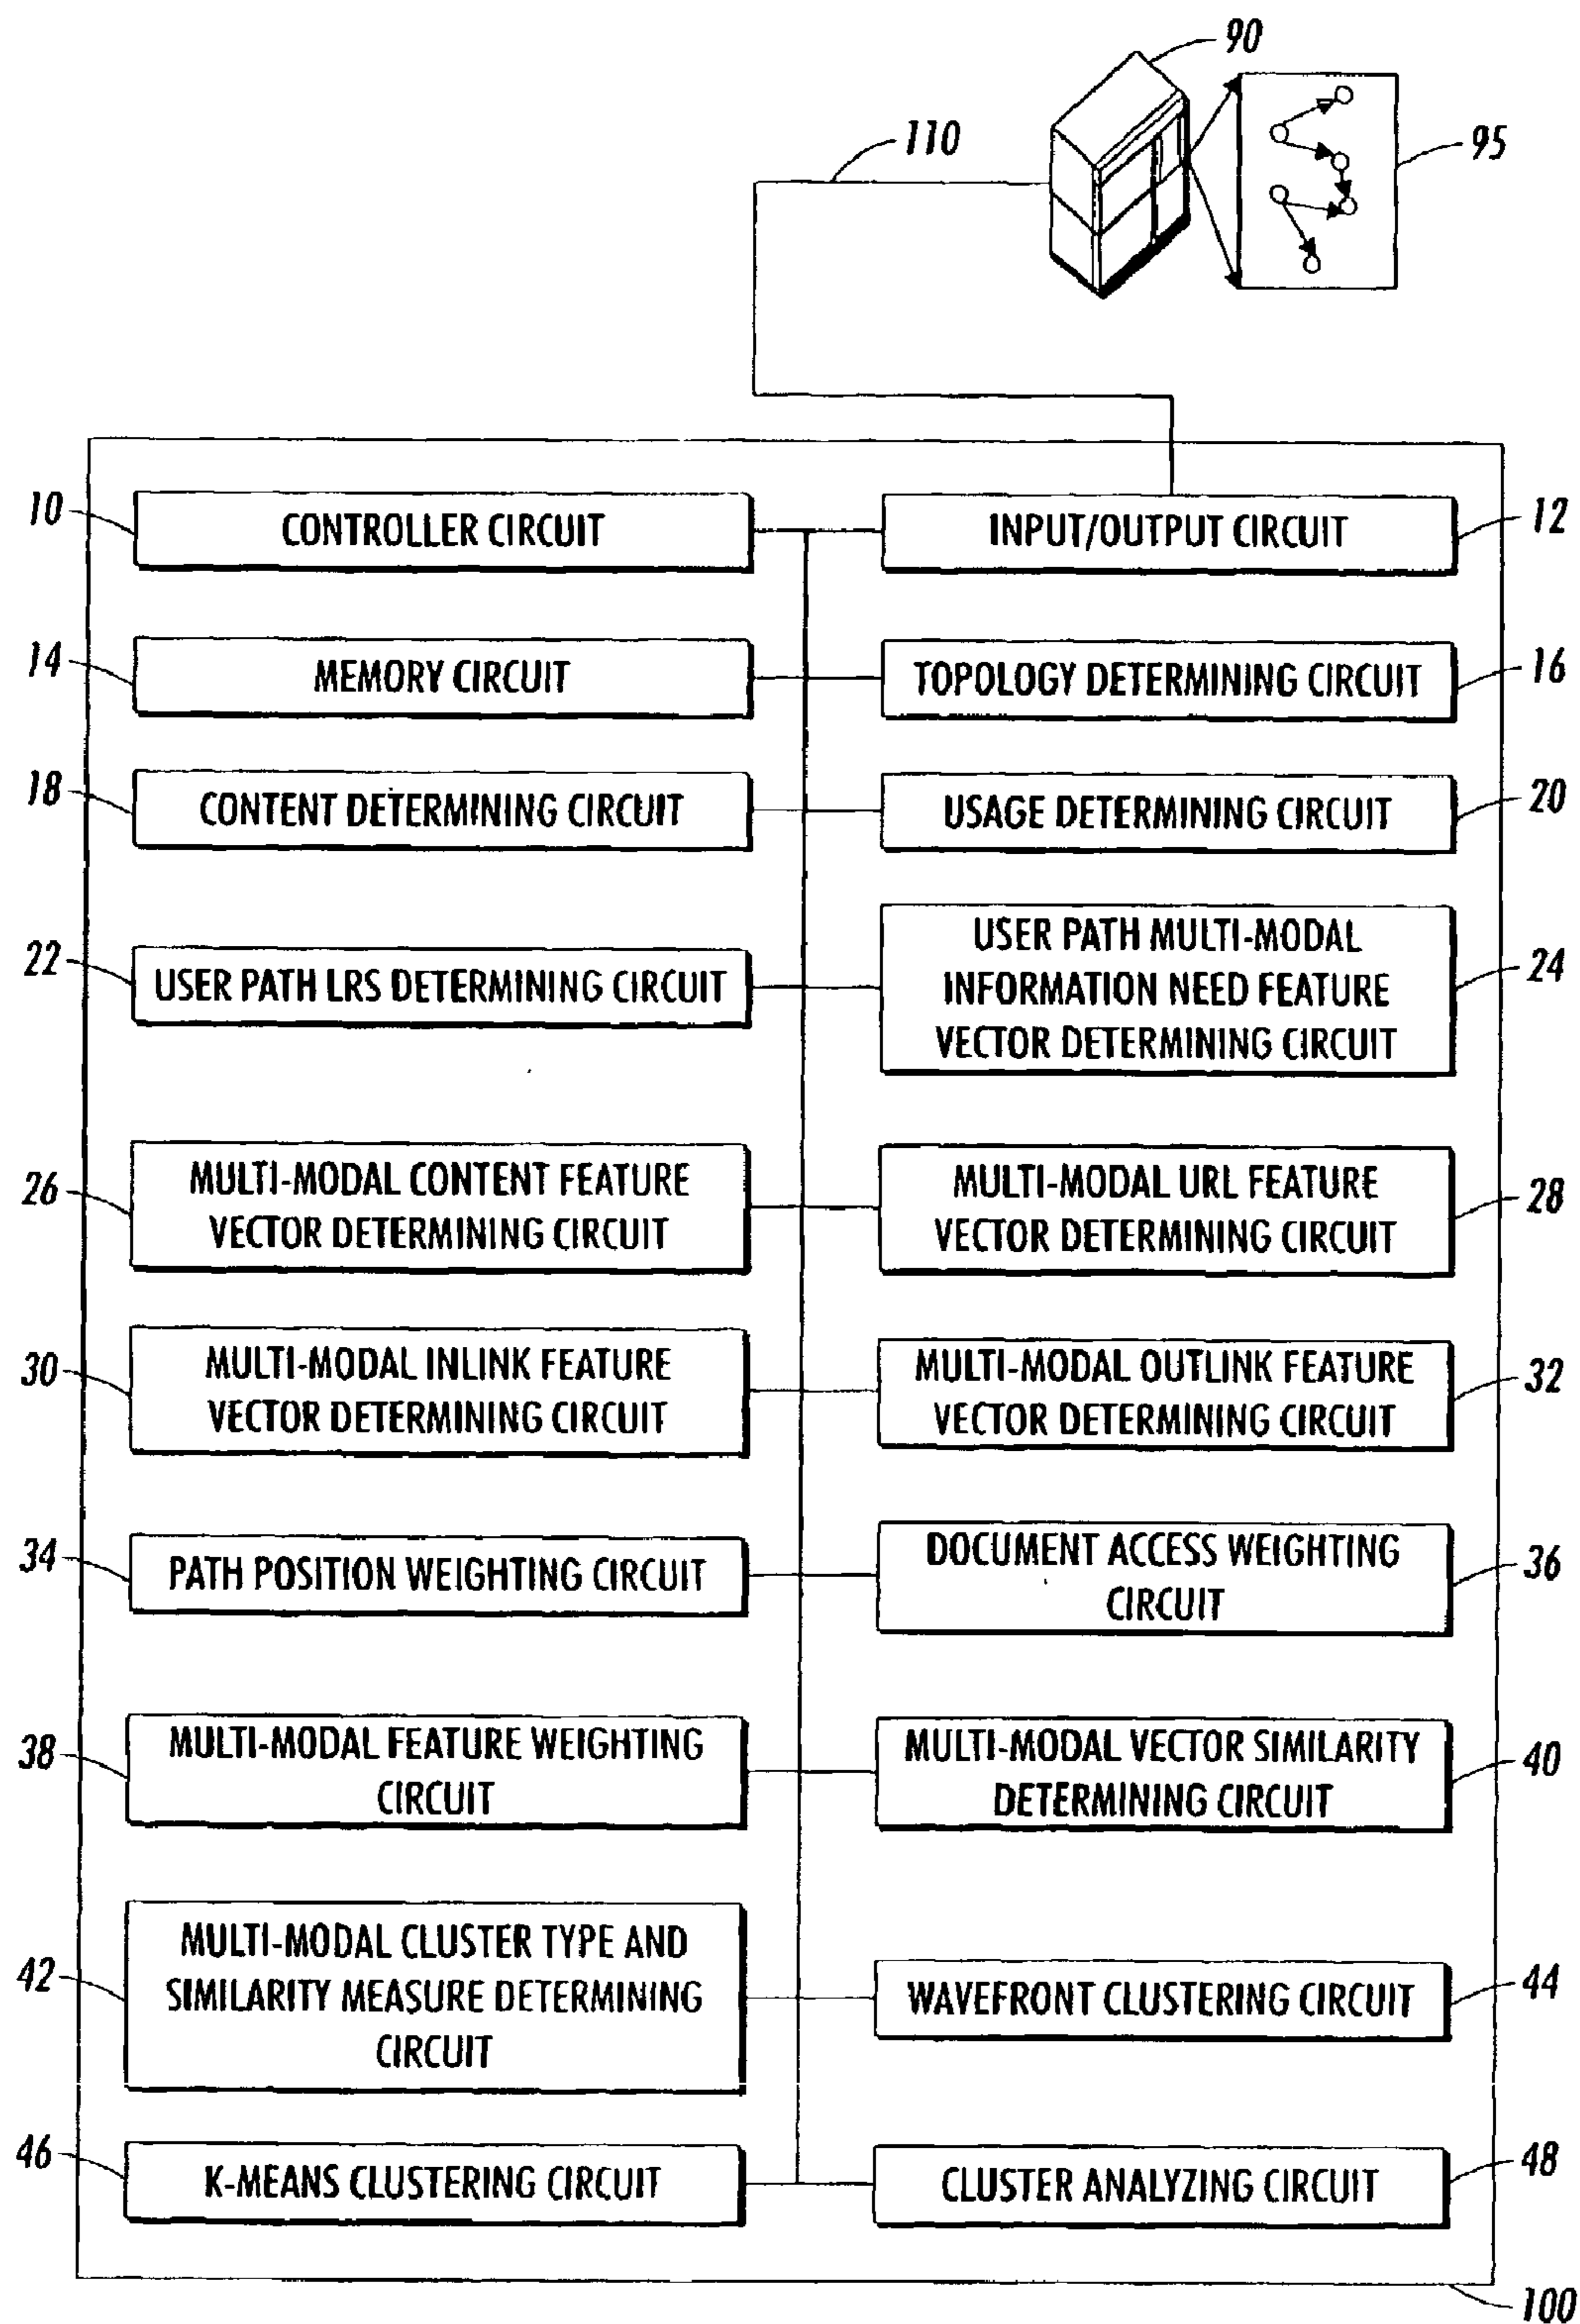 90
110
95
10
CONTROLLER CIRCUIT
INPUT/OUTPUT CIRCUIT
12
14
MEMORY CIRCUIT
TOPOLOGY DETERMINING CIRCUIT
16
18
CONTENT DETERMINING CIRCUIT
USAGE DETERMINING CIRCUIT
20
22
USER PATH LRS DETERMINING CIRCUIT
USER PATH MULTI-MODAL
INFORMATION NEED FEATURE
VECTOR DETERMINING CIRCUIT
24
26
MULTI-MODAL CONTENT FEATURE
VECTOR DETERMINING CIRCUIT
MULTI-MODAL URL FEATURE
VECTOR DETERMINING CIRCUIT
28
30
MULTI-MODAL INLINK FEATURE
VECTOR DETERMINING CIRCUIT
MULTI-MODAL OUTLINK FEATURE
VECTOR DETERMINING CIRCUIT
32
34
PATH POSITION WEIGHTING CIRCUIT
DOCUMENT ACCESS WEIGHTING
CIRCUIT
36
38
MULTI-MODAL FEATURE WEIGHTING
CIRCUIT
MULTI-MODAL VECTOR SIMILARITY
DETERMINING CIRCUIT
40
42
MULTI-MODAL CLUSTER TYPE AND
SIMILARITY MEASURE DETERMINING
CIRCUIT
WAVEFRONT CLUSTERING CIRCUIT
44
46
K-MEANS CLUSTERING CIRCUIT
CLUSTER ANALYZING CIRCUIT
48
100